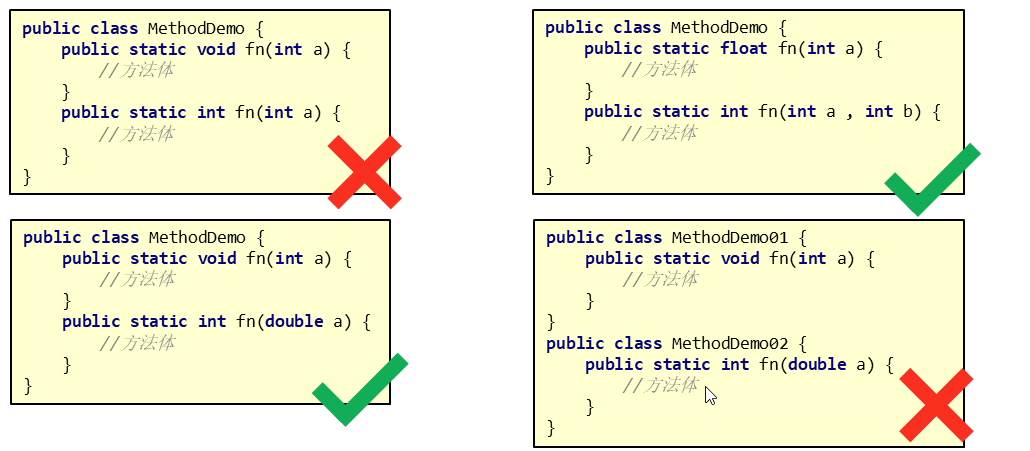 public class MethodDemo {
public static void fn(int a) {
//方法体
}
public static int fn(int a) {
//方法体
}
}
public class MethodDemo {
public static float fn(int a) {
//方法体
}
public static int fn(int a , int b) {
//方法体
}
}
public class MethodDemo {
public static void fn(int a) {
//方法体
}
public static int fn(double a) {
//方法体
}
}
public class MethodDemo01 {
public static void fn(int a) {
//方法体
}
}
public class MethodDemo02 {
public static int fn(double a) {
//方法体
}
}